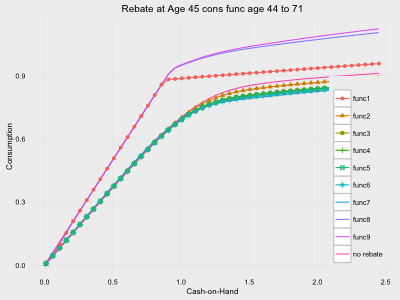 Rebate at Age 45 cons func age 44 to 71
Consumption
0.9
0.6
0.3
0.0
0.0 0.5 1.0 1.5 2.0 2.5
Cash-on-Hand
func1
func2
func3
func4
func5
func6
func7
func8
func9
no rebate